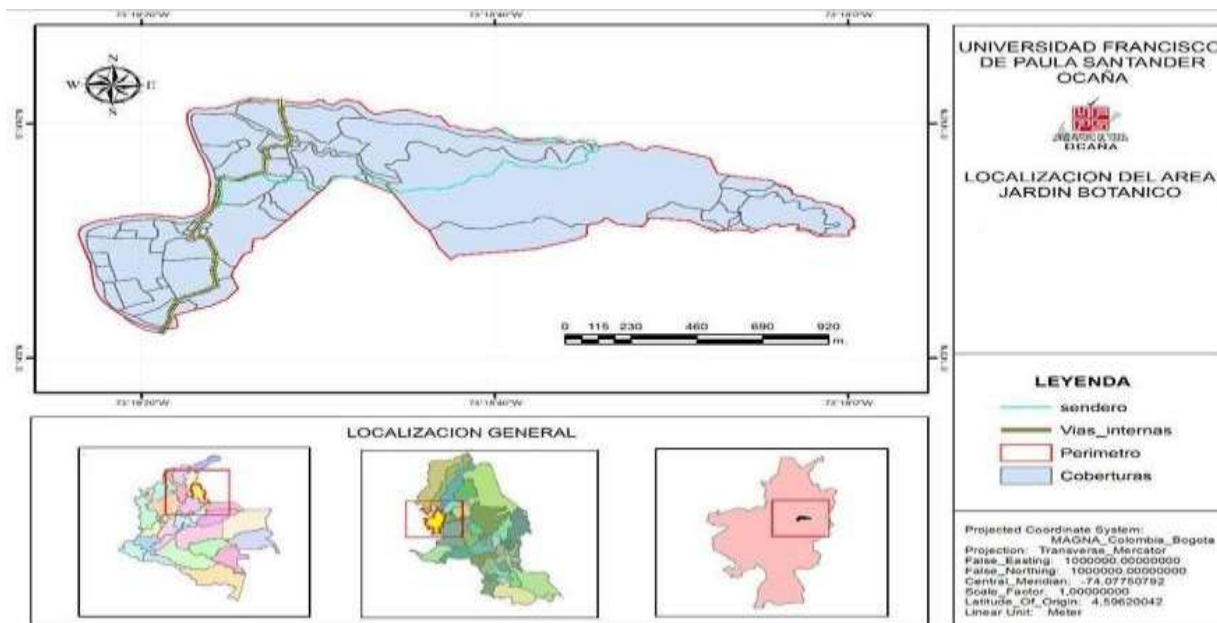 UNIVERSIDAD FRANCISCO
DE PAULA SANTANDER
OCAÑA
OCAÑA
LOCALIZACION DEL AREA
JARDIN BOTANICO
N
W
E
0 115 230 460 690 920
m.
LEYENDA
sendero
Vias_internas
Perimetro
Coberturas
LOCALIZACION GENERAL
Projected Coordinate System:
MAGNA_Colombia_Bogota
Projection: Transverse_Mercator
False_Easting: 1000000.00000000
False_Northing: 1000000.00000000
Central_Meridian: -74.07750792
Scale_Factor: 1.00000000
Latitude_Of_Origin: 4.59620042
Linear Unit: Meter